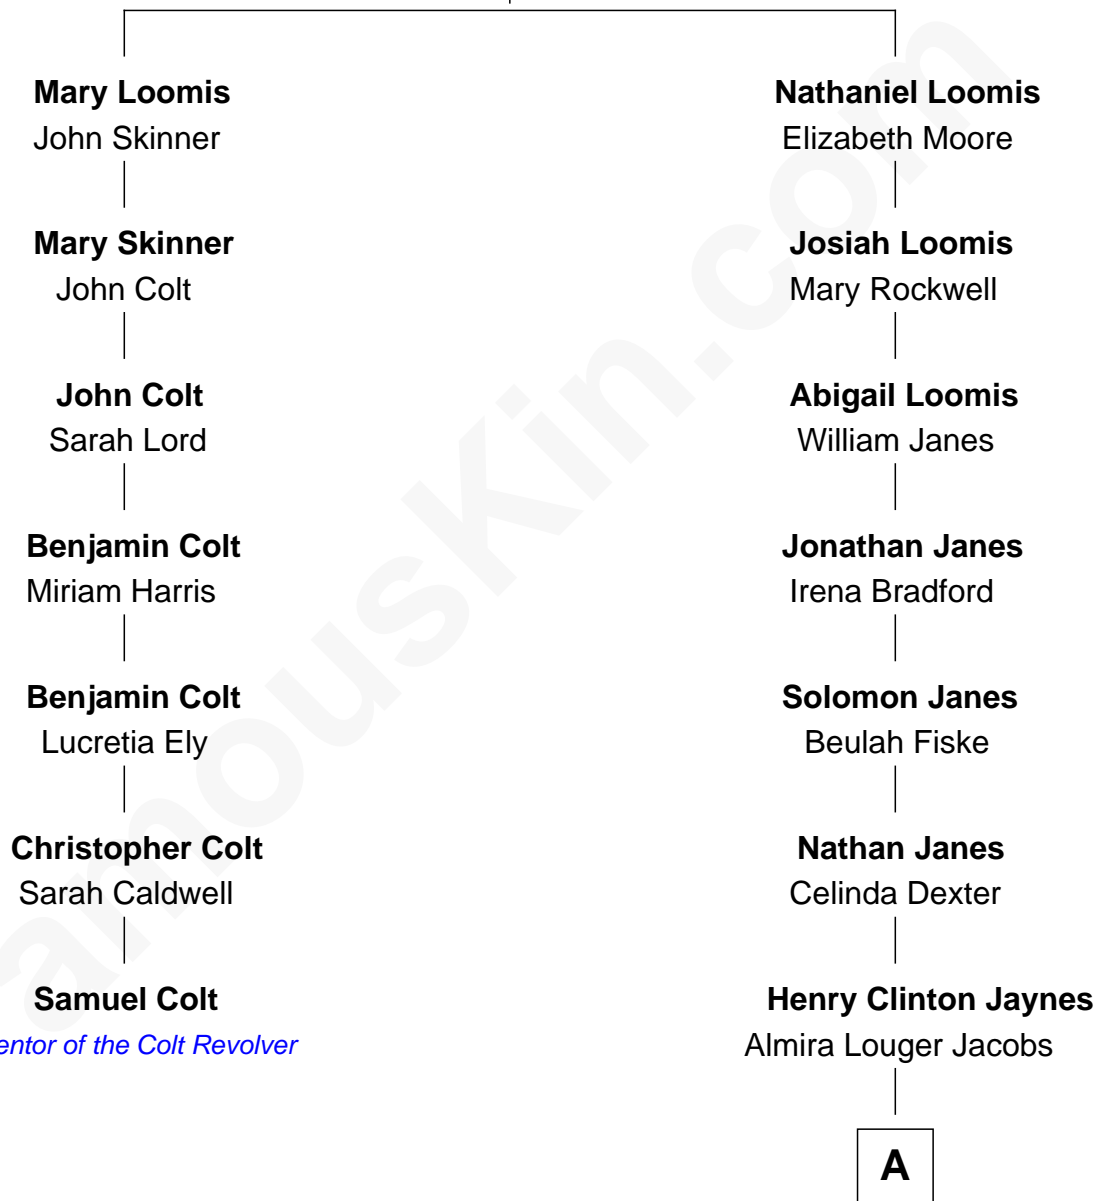 Mary Loomis
John Skinner
Nathaniel Loomis
Elizabeth Moore
Mary Skinner
John Colt
Josiah Loomis
Mary Rockwell
John Colt
Sarah Lord
Abigail Loomis
William Janes
Benjamin Colt
Miriam Harris
Jonathan Janes
Irena Bradford
Benjamin Colt
Lucretia Ely
Solomon Janes
Beulah Fiske
Christopher Colt
Sarah Caldwell
Nathan Janes
Celinda Dexter
Samuel Colt
entor of the Colt Revolver
Henry Clinton Jaynes
Almira Louger Jacobs
A
amousKin.com